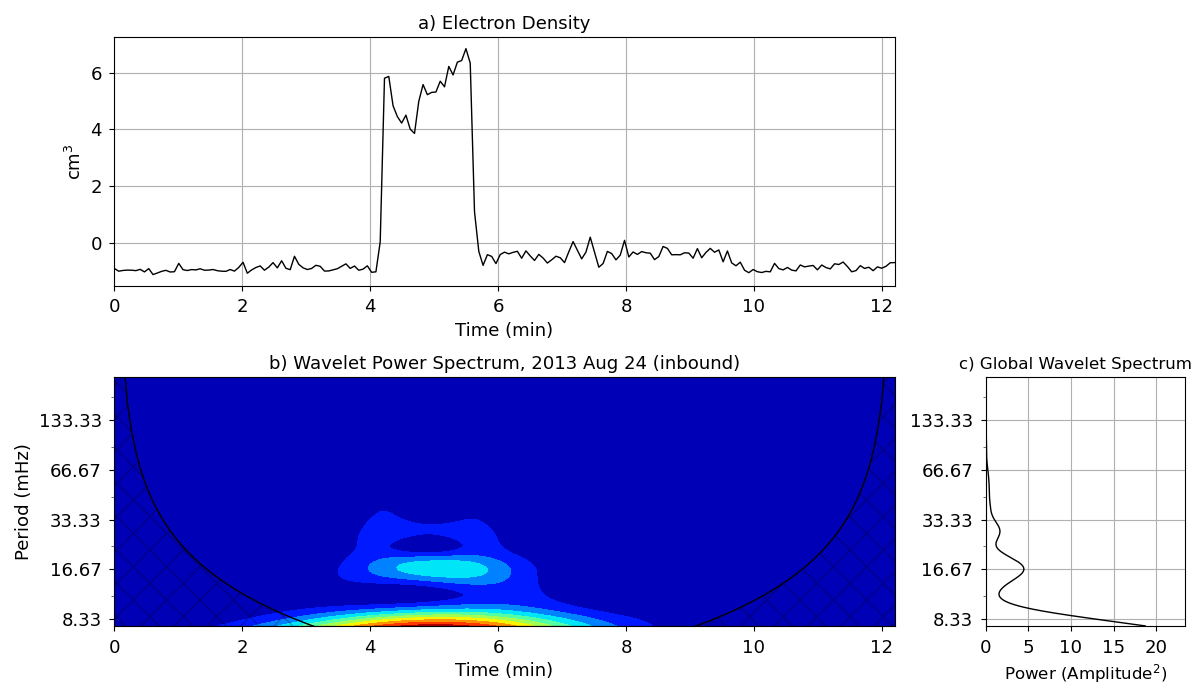 a) Electron Density
6
4
2
0
cm³
0 2 4 6 8 10 12
Time (min)
b) Wavelet Power Spectrum, 2013 Aug 24 (inbound)
133.33
66.67
33.33
16.67
8.33
Period (mHz)
0 2 4 6 8 10 12
Time (min)
c) Global Wavelet Spectrum
133.33
66.67
33.33
16.67
8.33
0 5 10 15 20
Power (Amplitude²)